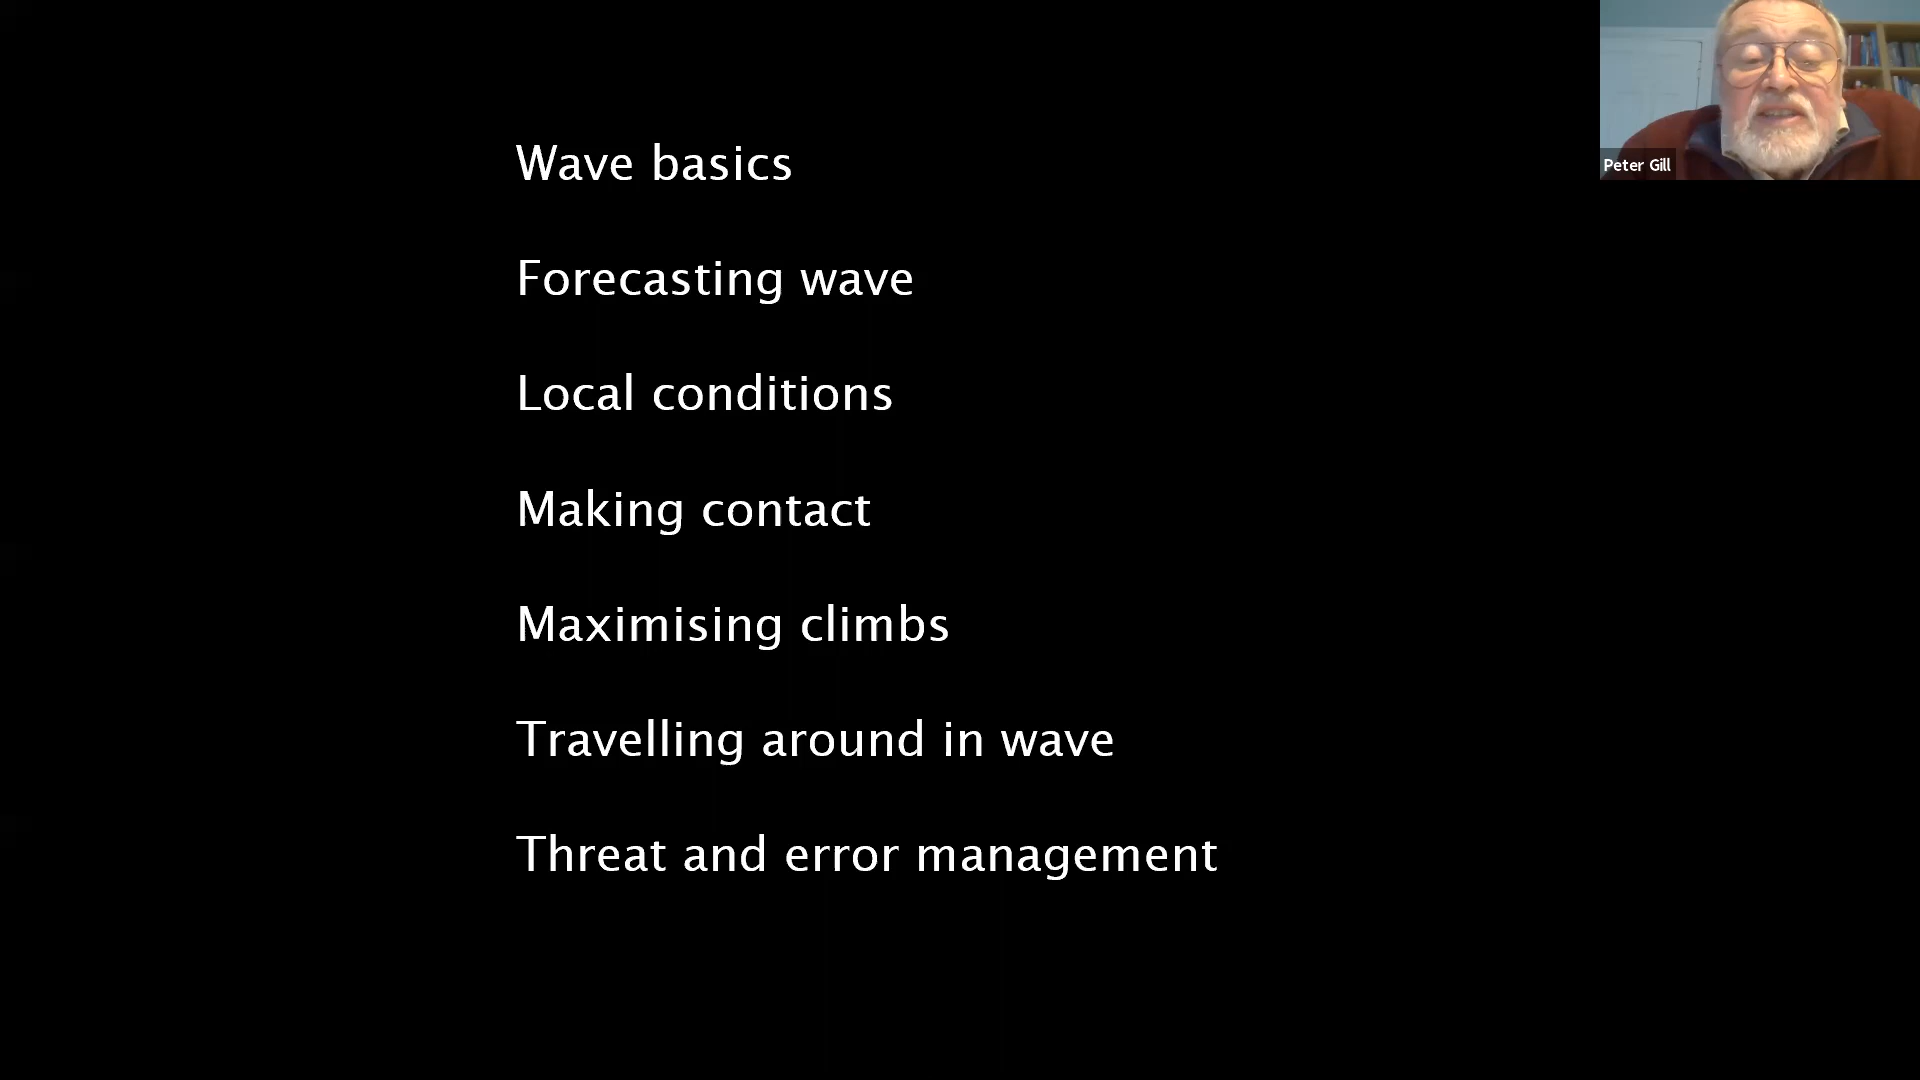 Wave basics
Forecasting wave
Local conditions
Making contact
Maximising climbs
Travelling around in wave
Threat and error management
Peter Gill